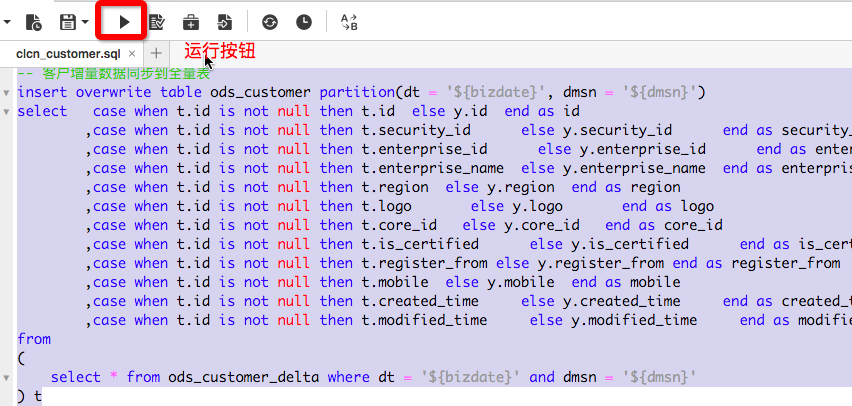 A
B
clcn_customer.sql × + 运行按钮
-- 客户增量数据同步到全量表
insert overwrite table ods_customer partition(dt = '${bizdate}', dmsn = '${dmsn}')
select case when t.id is not null then t.id else y.id end as id
,case when t.id is not null then t.security_id else y.security_id end as security_
,case when t.id is not null then t.enterprise_id else y.enterprise_id end as enter
,case when t.id is not null then t.enterprise_name else y.enterprise_name end as enterpris
,case when t.id is not null then t.region else y.region end as region
,case when t.id is not null then t.logo else y.logo end as logo
,case when t.id is not null then t.core_id else y.core_id end as core_id
,case when t.id is not null then t.is_certified else y.is_certified end as is_cert
,case when t.id is not null then t.register_from else y.register_from end as register_from
,case when t.id is not null then t.mobile else y.mobile end as mobile
,case when t.id is not null then t.created_time else y.created_time end as created_t
,case when t.id is not null then t.modified_time else y.modified_time end as modifie
from
(
select * from ods_customer_delta where dt = '${bizdate}' and dmsn = '${dmsn}'
) t